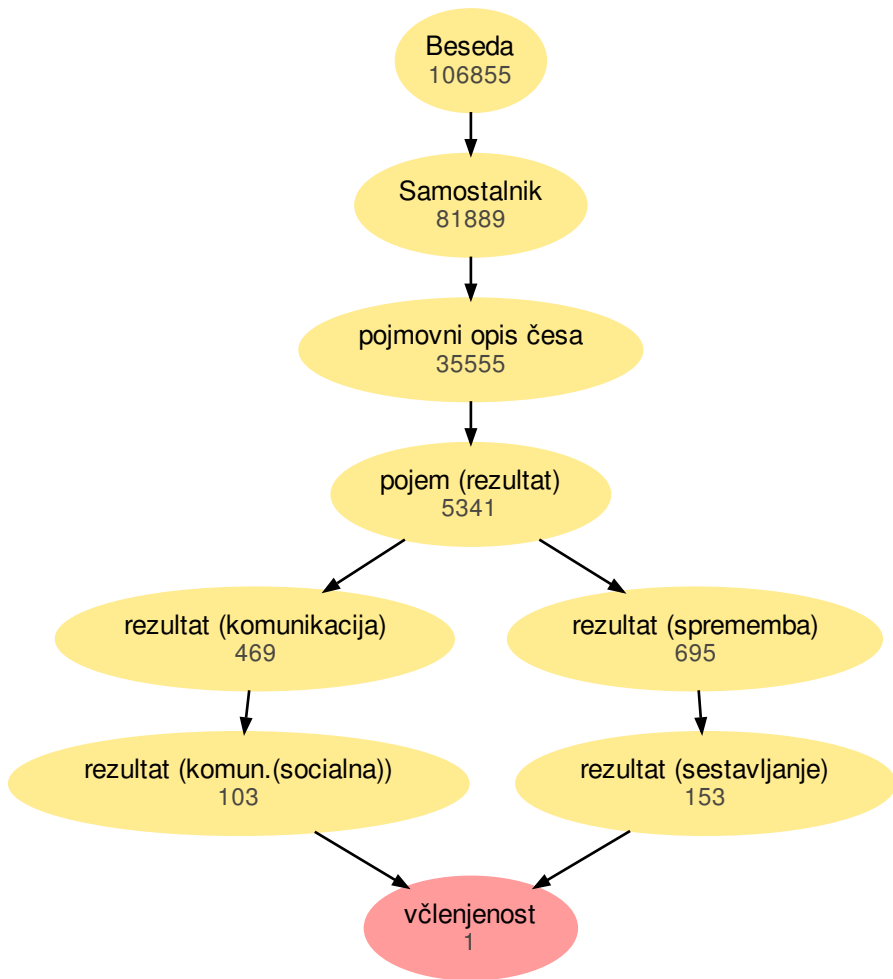 Beseda
106855
Samostalnik
81889
pojmovni opis česa
35555
pojem (rezultat)
5341
rezultat (komunikacija)
469
rezultat (sprememba)
695
rezultat (komun.(socialna))
103
rezultat (sestavljanje)
153
včlenjenost
1